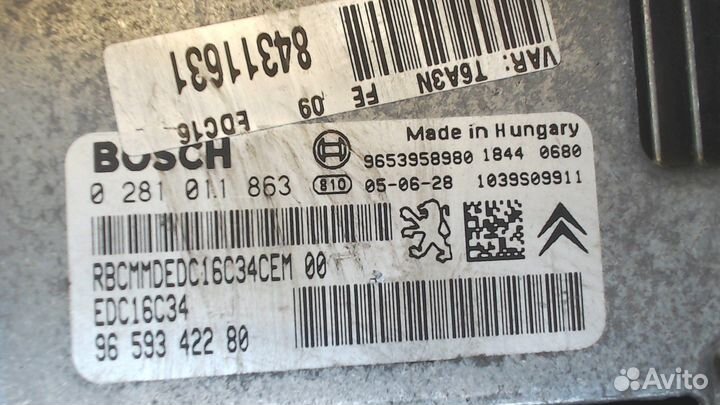 84311631
VAR: T6A3N
FE 09 EDC16
BOSCH
Made in Hungary
9653958980 1844 0680
0 281 011 863
810 05-06-28 1039S09911
RBCMMDEDC16C34CEM 00
EDC16C34
96 593 422 80
Avito